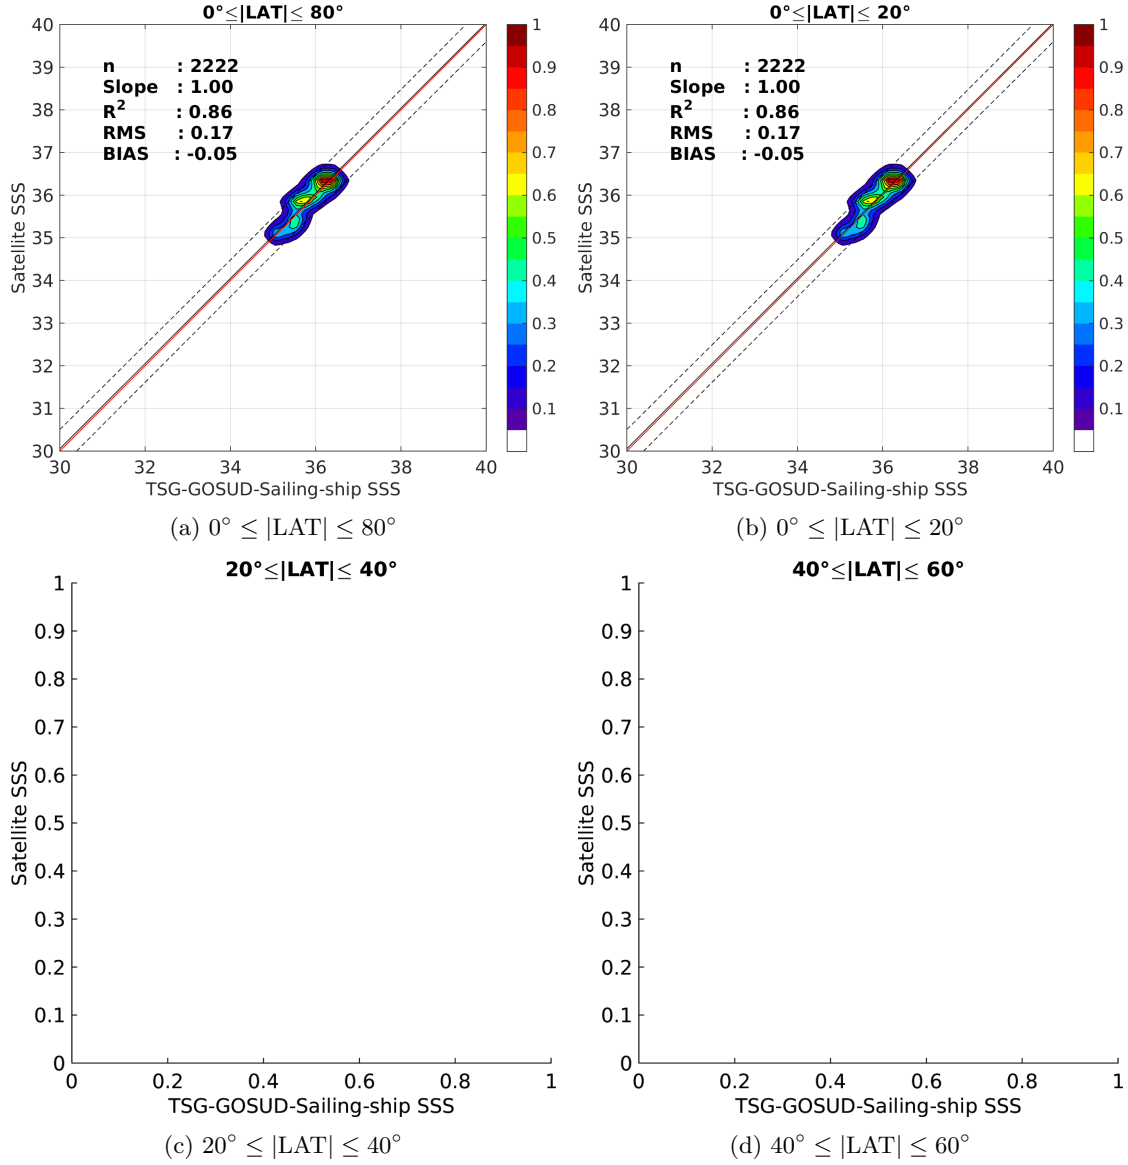 0°≤|LAT|≤ 80°
40
39
38
37
36
35
34
33
32
31
30
30 32 34 36 38 40
Satellite SSS
TSG-GOSUD-Sailing-ship SSS
n : 2222
Slope : 1.00
R² : 0.86
RMS : 0.17
BIAS : -0.05
1
0.9
0.8
0.7
0.6
0.5
0.4
0.3
0.2
0.1
(a) 0° ≤ |LAT| ≤ 80°
0°≤|LAT|≤ 20°
40
39
38
37
36
35
34
33
32
31
30
30 32 34 36 38 40
Satellite SSS
TSG-GOSUD-Sailing-ship SSS
n : 2222
Slope : 1.00
R² : 0.86
RMS : 0.17
BIAS : -0.05
1
0.9
0.8
0.7
0.6
0.5
0.4
0.3
0.2
0.1
(b) 0° ≤ |LAT| ≤ 20°
20°≤|LAT|≤ 40°
1
0.9
0.8
0.7
0.6
0.5
0.4
0.3
0.2
0.1
0
0 0.2 0.4 0.6 0.8 1
Satellite SSS
TSG-GOSUD-Sailing-ship SSS
(c) 20° ≤ |LAT| ≤ 40°
40°≤|LAT|≤ 60°
1
0.9
0.8
0.7
0.6
0.5
0.4
0.3
0.2
0.1
0
0 0.2 0.4 0.6 0.8 1
Satellite SSS
TSG-GOSUD-Sailing-ship SSS
(d) 40° ≤ |LAT| ≤ 60°